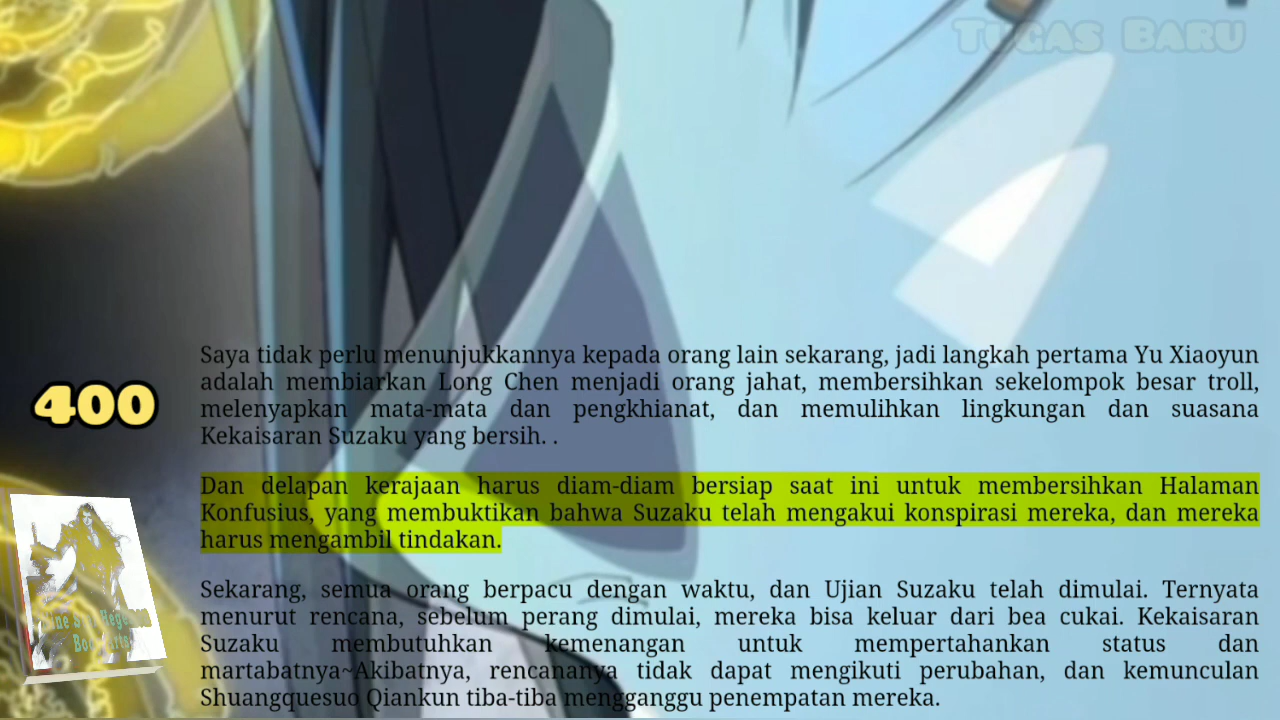 Tugas Baru
Saya tidak perlu menunjukkannya kepada orang lain sekarang, jadi langkah pertama Yu Xiaoyun
adalah membiarkan Long Chen menjadi orang jahat, membersihkan sekelompok besar troll,
melenyapkan mata-mata dan pengkhianat, dan memulihkan lingkungan dan suasana
Kekaisaran Suzaku yang bersih. .
400
Dan delapan kerajaan harus diam-diam bersiap saat ini untuk membersihkan Halaman
Konfusius, yang membuktikan bahwa Suzaku telah mengakui konspirasi mereka, dan mereka
harus mengambil tindakan.
Sekarang, semua orang berpacu dengan waktu, dan Ujian Suzaku telah dimulai. Ternyata
menurut rencana, sebelum perang dimulai, mereka bisa keluar dari bea cukai. Kekaisaran
Suzaku membutuhkan kemenangan untuk mempertahankan status dan
martabatnya~Akibatnya, rencananya tidak dapat mengikuti perubahan, dan kemunculan
Shuangquesuo Qiankun tiba-tiba mengganggu penempatan mereka.